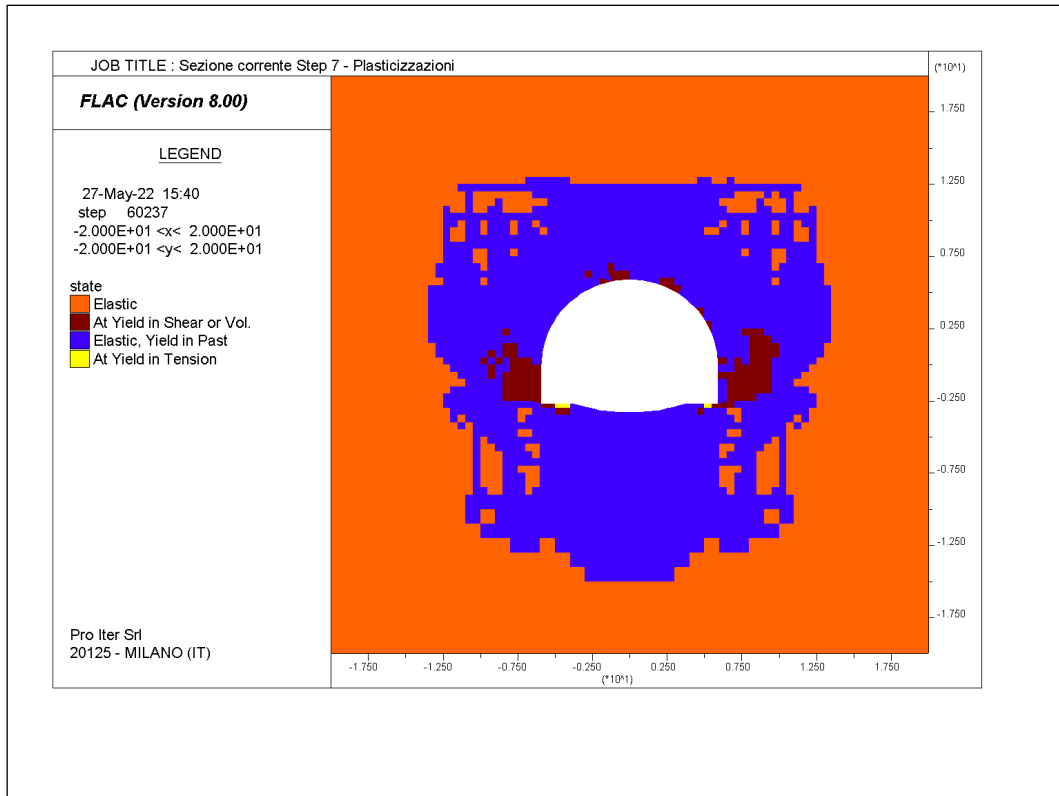 JOB TITLE : Sezione corrente Step 7 - Plasticizzazioni
FLAC (Version 8.00)
LEGEND
27-May-22 15:40
step 60237
-2.000E+01 <x< 2.000E+01
-2.000E+01 <y< 2.000E+01
state
Elastic
At Yield in Shear or Vol.
Elastic, Yield in Past
At Yield in Tension
Pro Iter Srl
20125 - MILANO (IT)
(*10^1)
1.750
1.250
0.750
0.250
-0.250
-0.750
-1.250
-1.750
-1.750 -1.250 -0.750 -0.250 0.250 0.750 1.250 1.750
(*10^1)